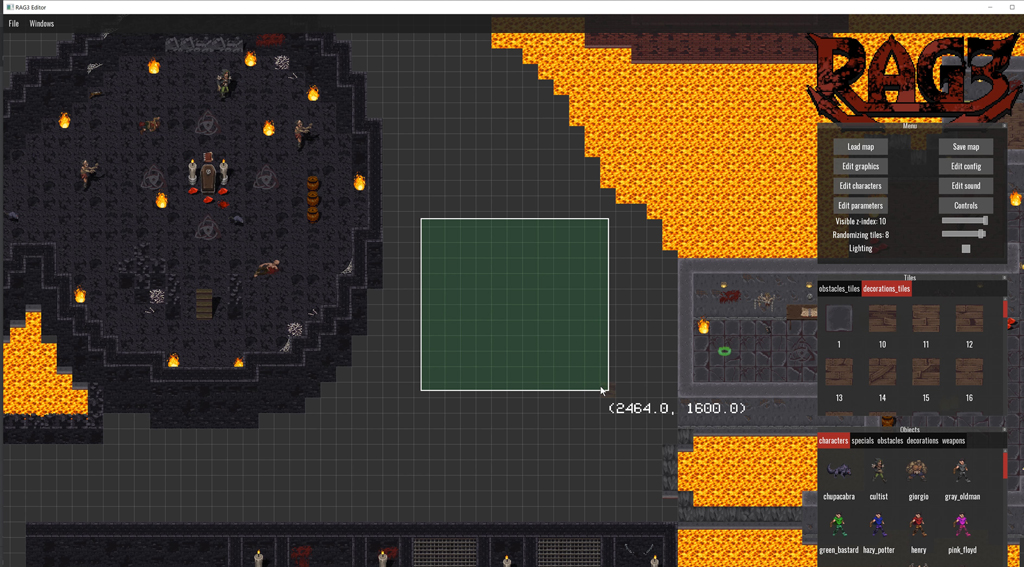 RAG3 Editor
File Windows
RAG3
Menu
Load map Save map
Edit graphics Edit config
Edit characters Edit sound
Edit parameters Controls
Visible z-index: 10
Randomizing tiles: 8
Lighting
Tiles
obstacles_tiles decorations_tiles
1 10 11 12
13 14 15 16
(2464.0, 1600.0)
Objects
characters specials obstacles decorations weapons
chupacabra cultist giorgio gray_oldman
green_bastard hazy_potter henry pink_floyd